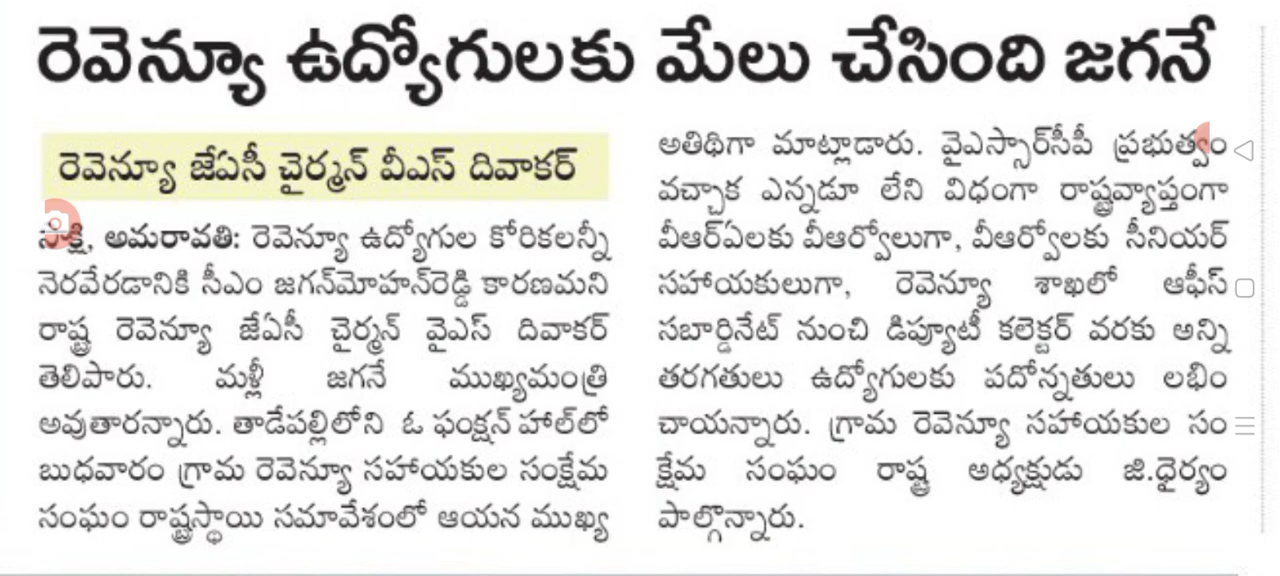 రెవెన్యూ ఉద్యోగులకు మేలు చేసింది జగనే
రెవెన్యూ జేఏసీ చైర్మన్ వీఎస్ దివాకర్
అమరావతి: రెవెన్యూ ఉద్యోగుల కోరికలన్నీ
నెరవేరడానికి సీఎం జగన్‌మోహన్‌రెడ్డి కారణమని
రాష్ట్ర రెవెన్యూ జేఏసీ చైర్మన్ వైఎస్ దివాకర్
తెలిపారు. మళ్లీ జగనే ముఖ్యమంత్రి
అవుతారన్నారు. తాడేపల్లిలోని ఓ ఫంక్షన్ హాల్‌లో
బుధవారం గ్రామ రెవెన్యూ సహాయకుల సంక్షేమ
సంఘం రాష్ట్రస్థాయి సమావేశంలో ఆయన ముఖ్య
అతిథిగా మాట్లాడారు. వైఎస్సార్‌సీపీ ప్రభుత్వం
వచ్చాక ఎన్నడూ లేని విధంగా రాష్ట్రవ్యాప్తంగా
వీఆర్‌ఏలకు వీఆర్వోలుగా, వీఆర్వోలకు సీనియర్
సహాయకులుగా, రెవెన్యూ శాఖలో ఆఫీస్
సబార్డినేట్ నుంచి డిప్యూటీ కలెక్టర్ వరకు అన్ని
తరగతులు ఉద్యోగులకు పదోన్నతులు లభిం
చాయన్నారు. గ్రామ రెవెన్యూ సహాయకుల సం
క్షేమ సంఘం రాష్ట్ర అధ్యక్షుడు జి.ధైర్యం
పాల్గొన్నారు.